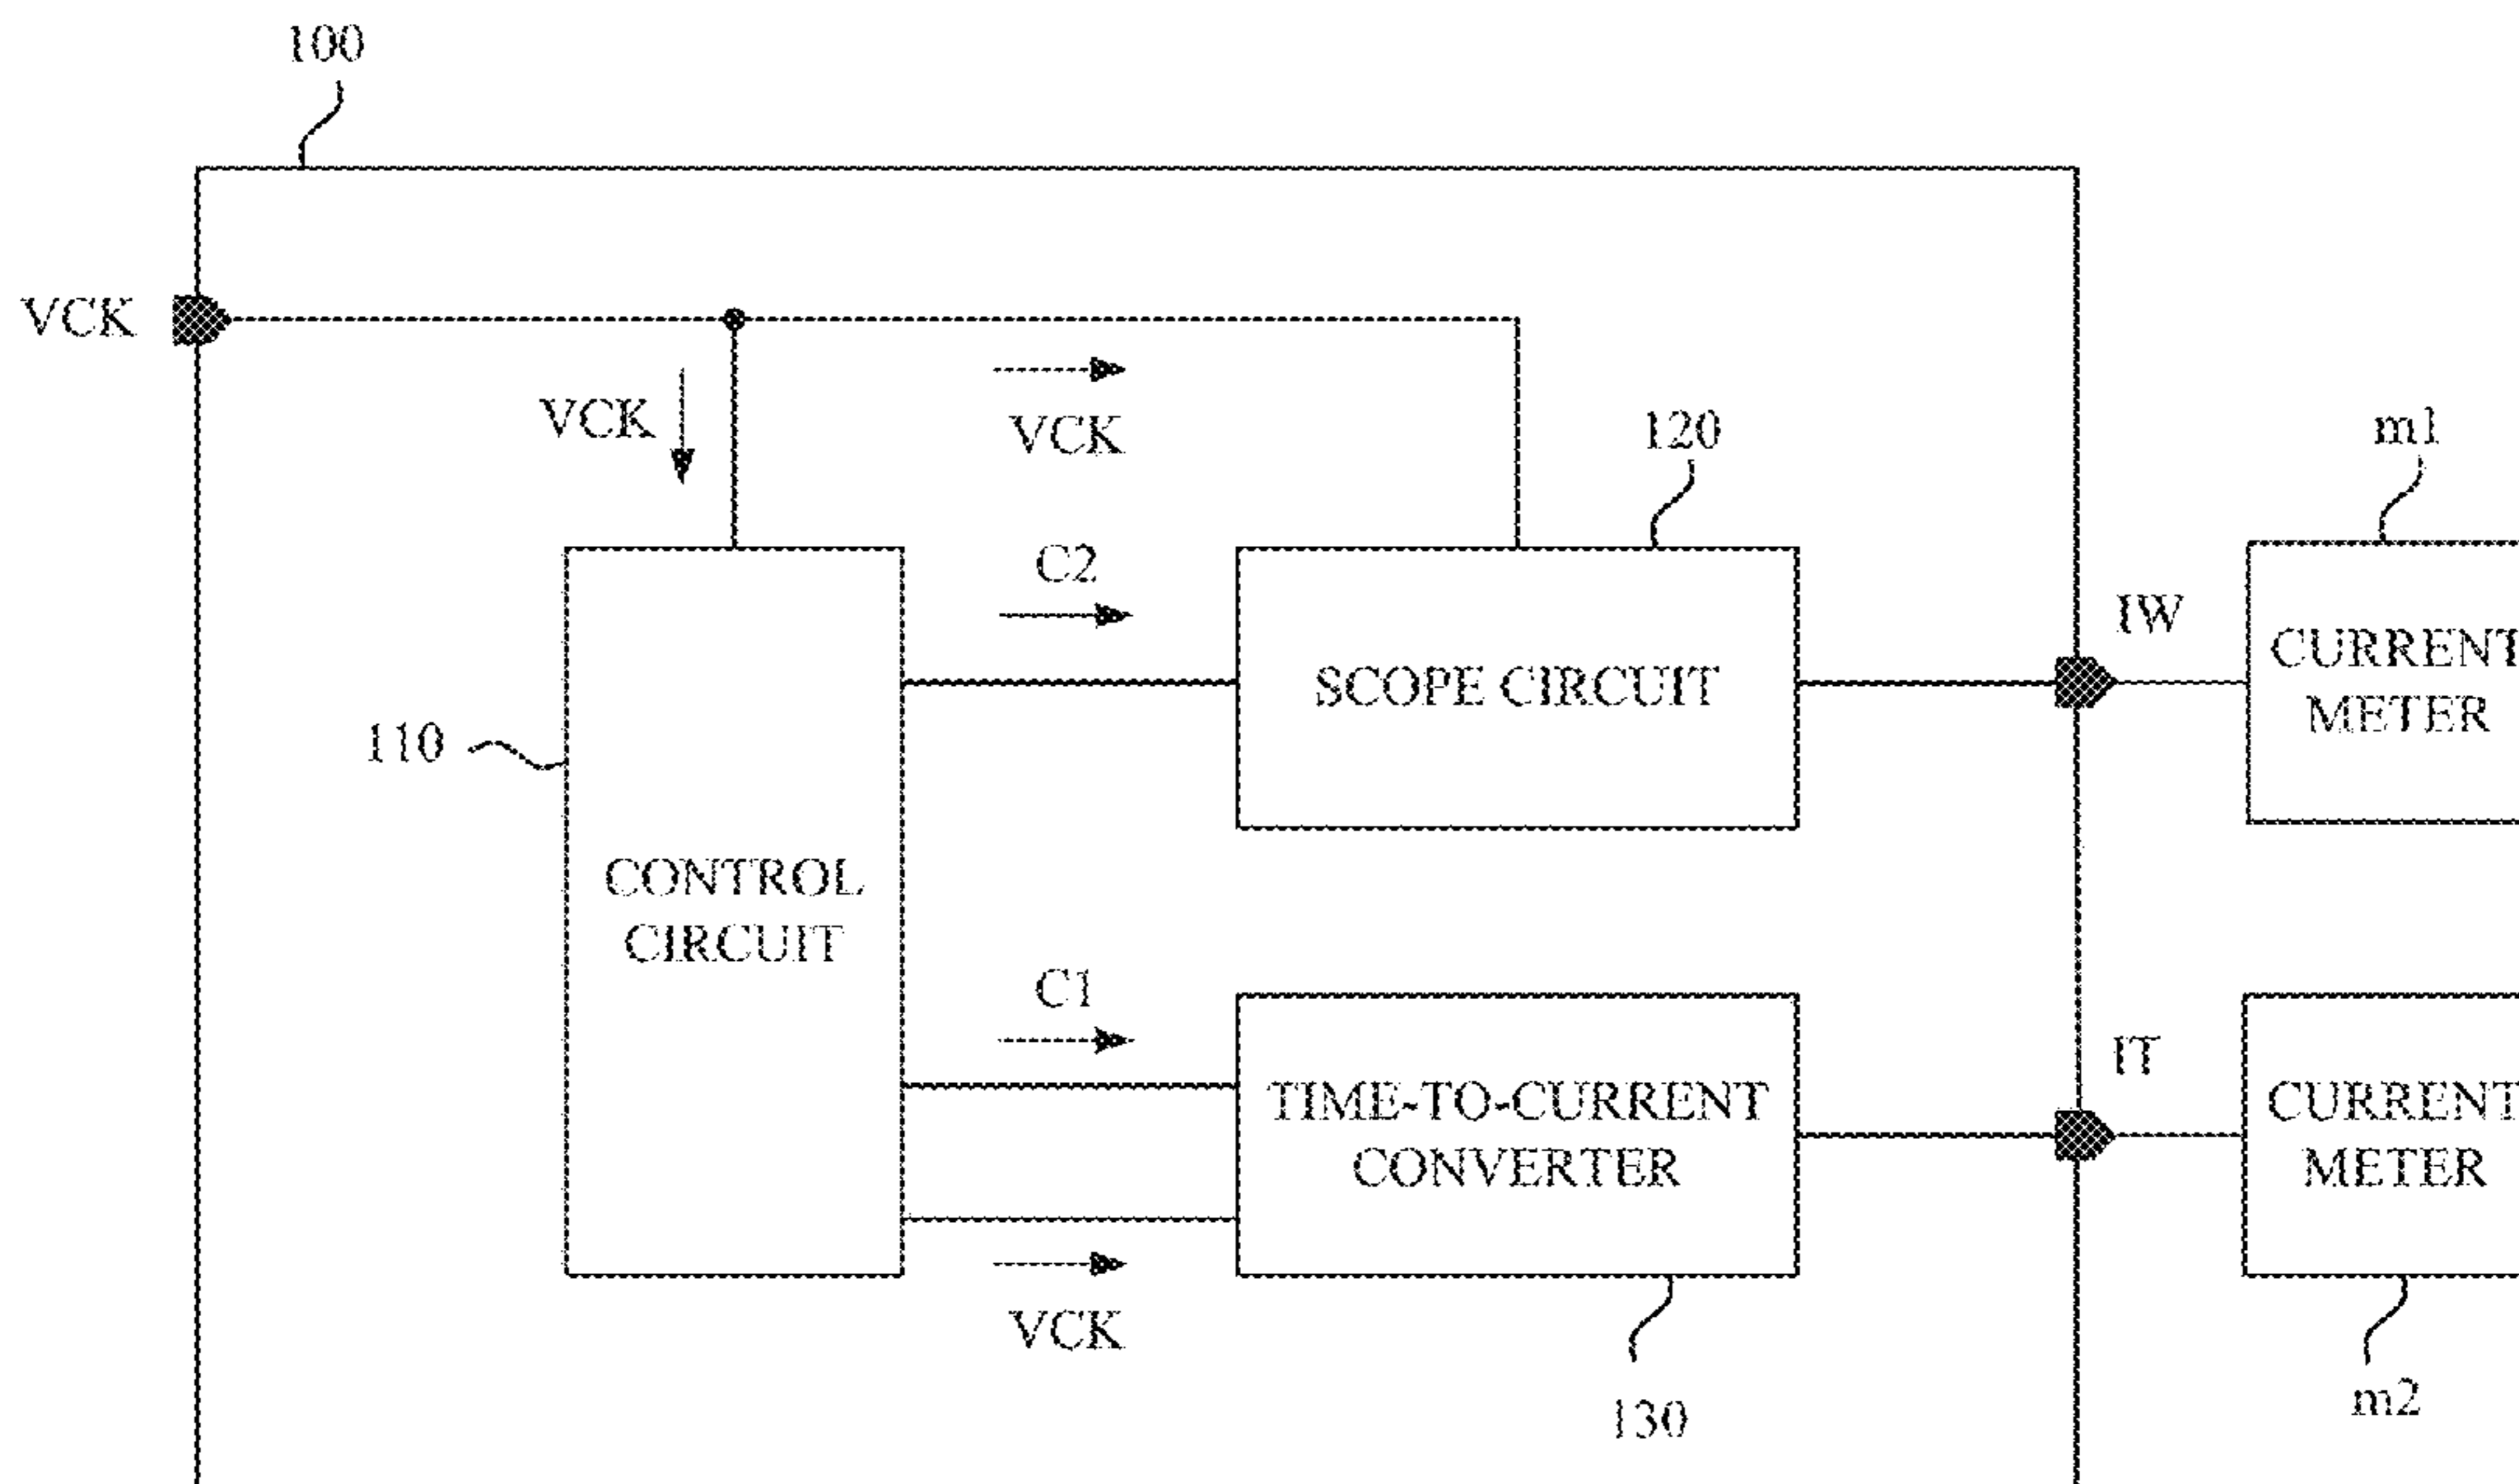 100
VCK
VCK
VCK
120
m1
C2
IW
SCOPE CIRCUIT
CURRENT
METER
110
CONTROL
CIRCUIT
C1
IT
TIME-TO-CURRENT
CONVERTER
CURRENT
METER
VCK
m2
130